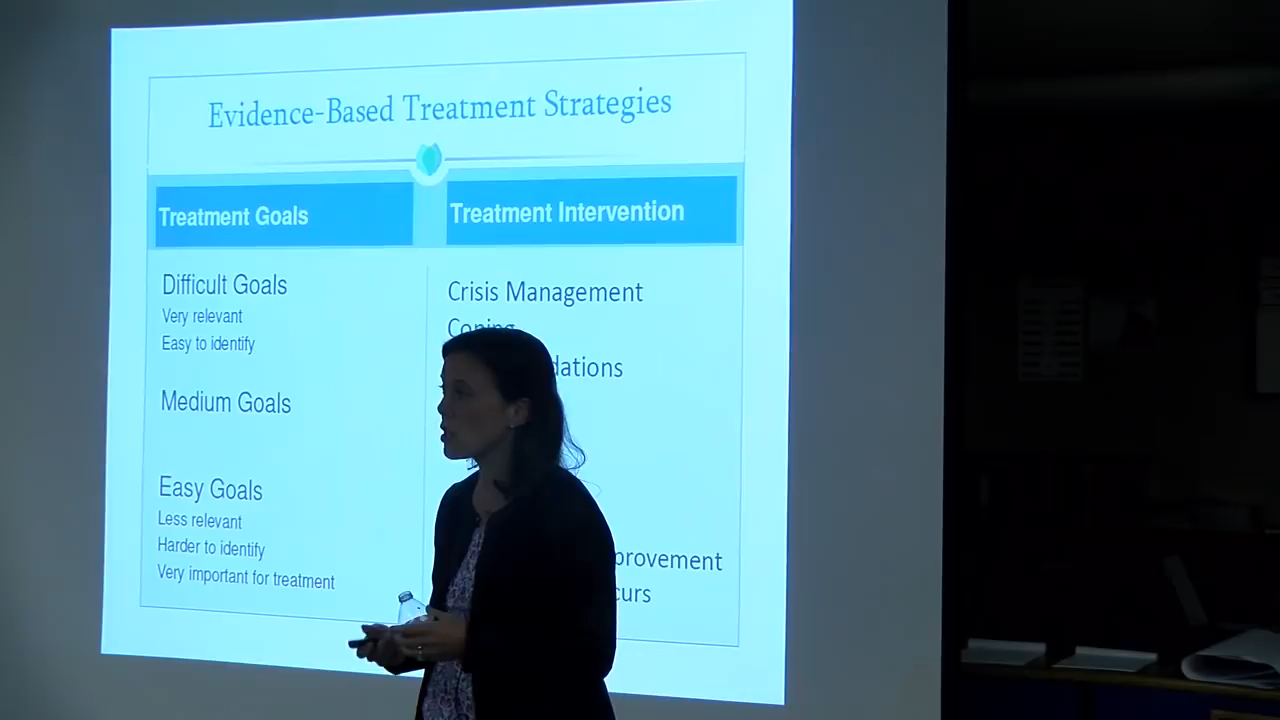 Evidence-Based Treatment Strategies
Treatment Goals
Treatment Intervention
Difficult Goals
Very relevant
Easy to identify
Medium Goals
Easy Goals
Less relevant
Harder to identify
Very important for treatment
Crisis Management
Coping